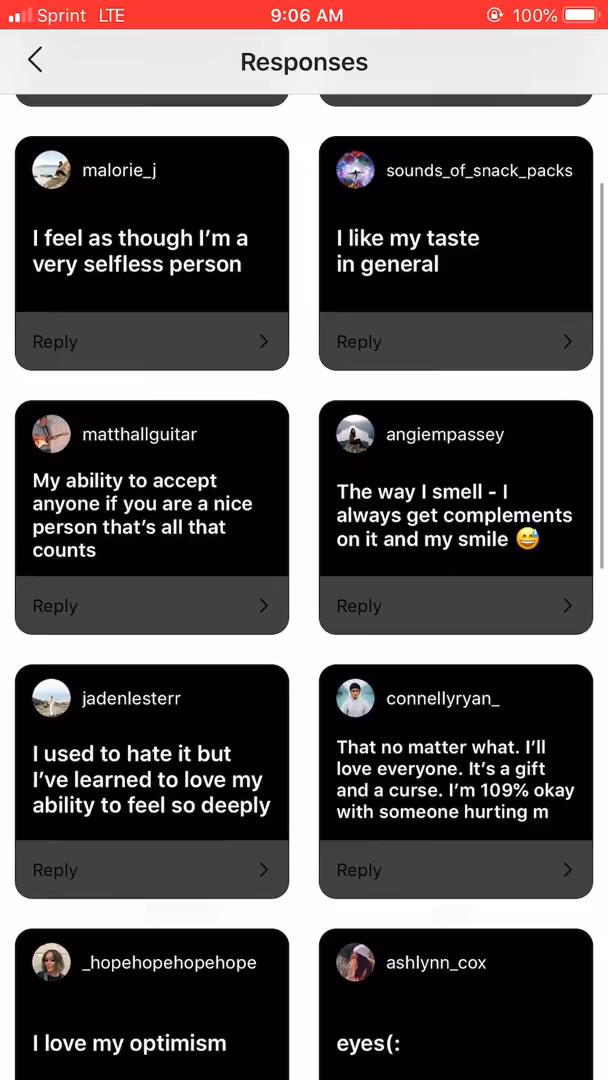 Sprint LTE 9:06 AM 100%
Responses
malorie_j
I feel as though I'm a
very selfless person
Reply
sounds_of_snack_packs
I like my taste
in general
Reply
matthallguitar
My ability to accept
anyone if you are a nice
person that's all that
counts
Reply
angiempassey
The way I smell - I
always get complements
on it and my smile 😅
Reply
jadenlesterr
I used to hate it but
I've learned to love my
ability to feel so deeply
Reply
connellyryan_
That no matter what. I'll
love everyone. It's a gift
and a curse. I'm 109% okay
with someone hurting m
Reply
_hopehopehopehope
I love my optimism
ashlynn_cox
eyes(: